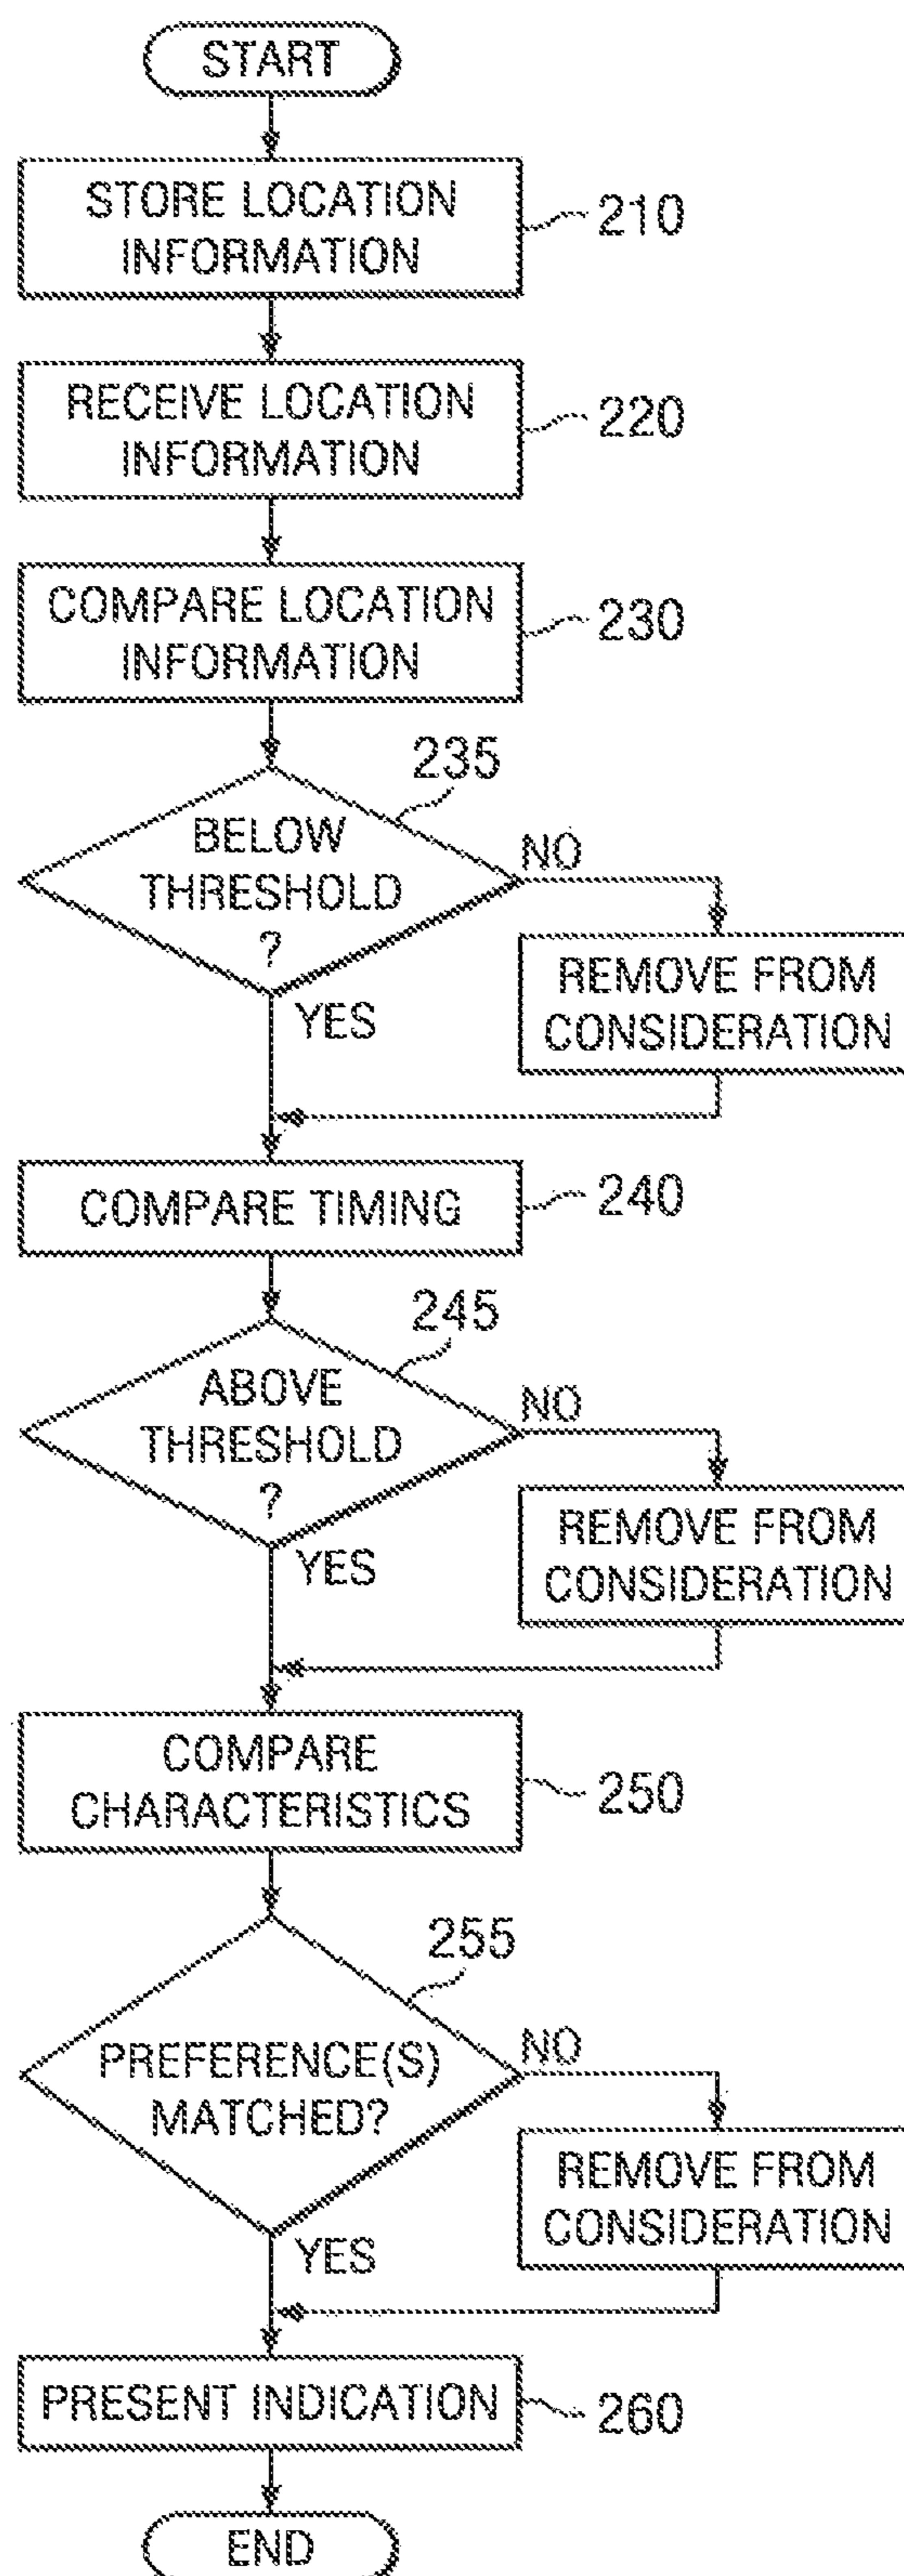 START
STORE LOCATION
INFORMATION
210
RECEIVE LOCATION
INFORMATION
220
COMPARE LOCATION
INFORMATION
230
235
BELOW
THRESHOLD
?
NO
YES
REMOVE FROM
CONSIDERATION
COMPARE TIMING
240
245
ABOVE
THRESHOLD
?
NO
YES
REMOVE FROM
CONSIDERATION
COMPARE
CHARACTERISTICS
250
255
PREFERENCE(S)
MATCHED?
NO
YES
REMOVE FROM
CONSIDERATION
PRESENT INDICATION
260
END